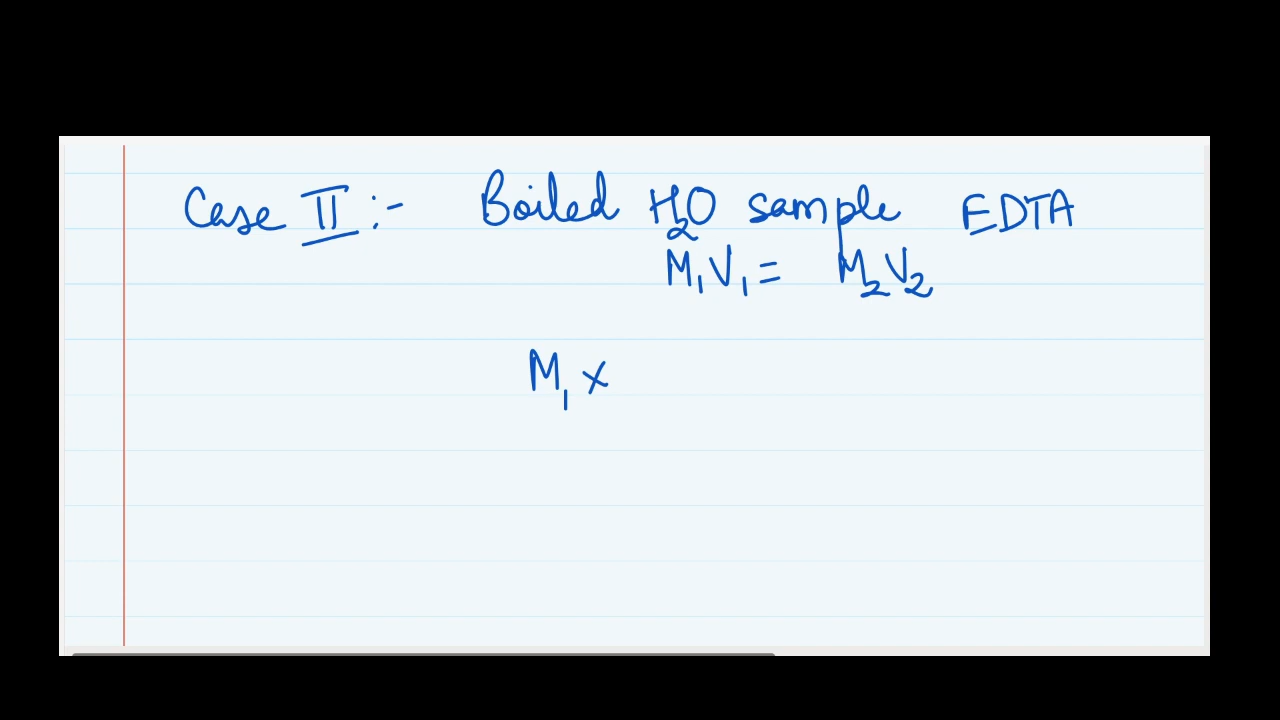 Case II :- Boiled H₂O sample EDTA
M₁V₁ = M₂V₂
M₁ ×